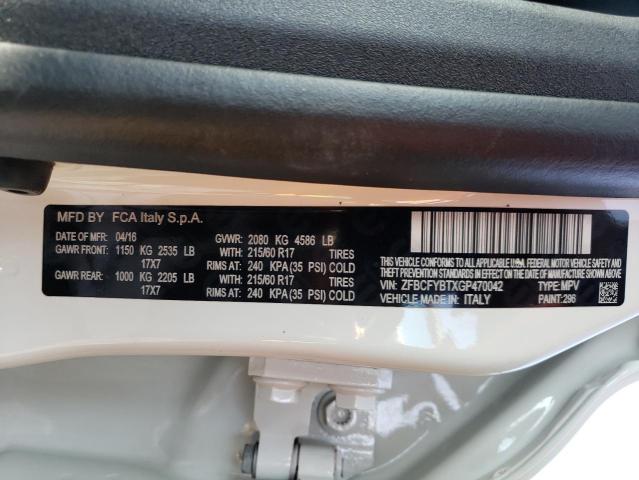 MFD BY FCA Italy S.p.A.
DATE OF MFR 04/16 GVWR: 2080 KG 4586 LB
GAWR FRONT: 1150 KG 2535 LB WITH 215/60 R17 TIRES
17X7 RIMS AT: 240 KPA(35 PSI) COLD
GAWR REAR: 1000 KG 2205 LB WITH: 215/60 R17 TIRES
17X7 RIMS AT: 240 KPA(35 PSI) COLD
THIS VEHICLE CONFORMS TO ALL APPLICABLE U.S.A. FEDERAL MOTOR VEHICLE SAFETY
BUMPER, AND THEFT PREVENTION STANDARDS IN EFFECT ON THE DATE OF MFR SHOWN ABOVE.
VIN: ZFBCFYBTXGP470042 TYPE: MPV
VEHICLE MADE IN: ITALY PAINT: 296